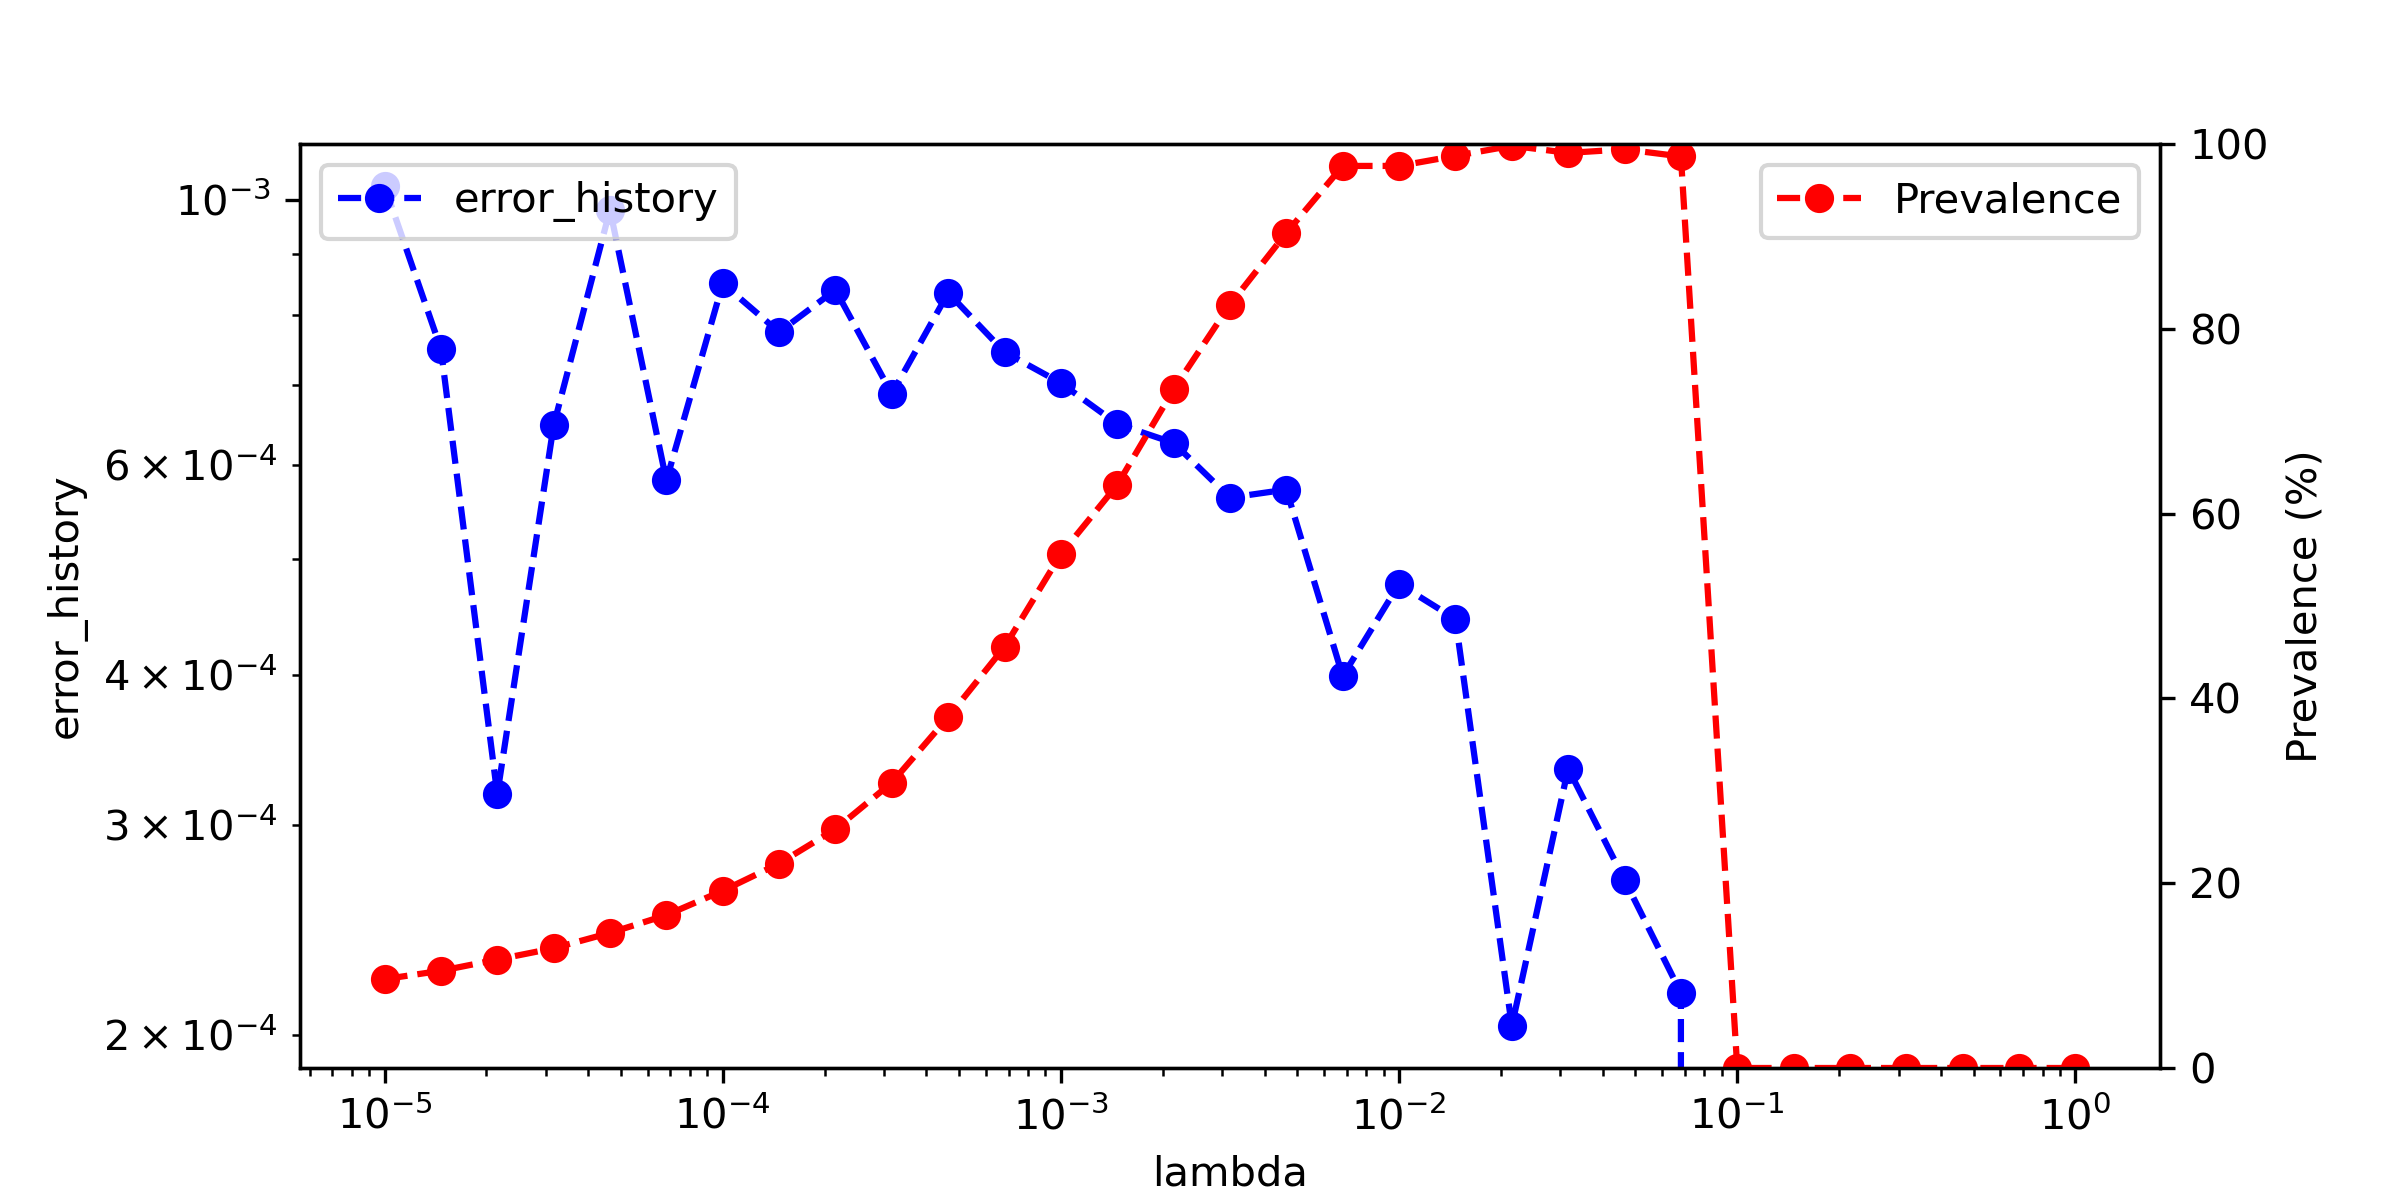 error_history
Prevalence
10⁻³
6 × 10⁻⁴
4 × 10⁻⁴
3 × 10⁻⁴
2 × 10⁻⁴
error_history
100
80
60
40
20
0
Prevalence (%)
10⁻⁵
10⁻⁴
10⁻³
10⁻²
10⁻¹
10⁰
lambda